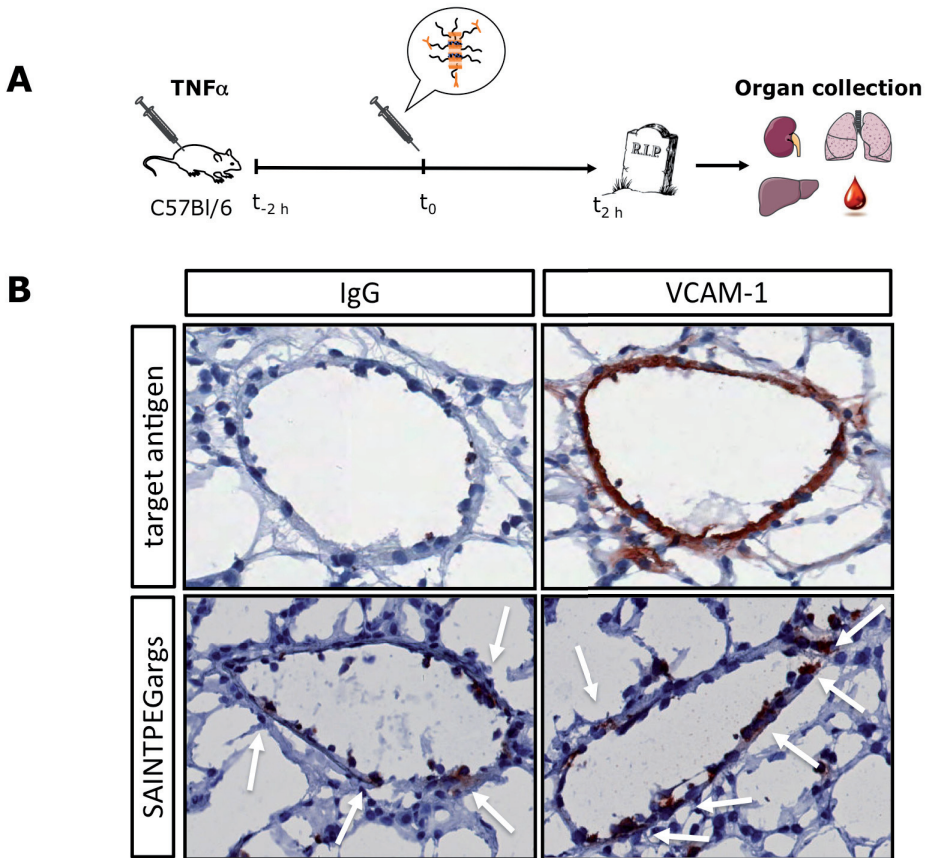 A
TNFα
Organ collection
R.I.P
C57Bl/6
t-2 h
t0
t2 h
B
IgG
VCAM-1
target antigen
SAINTPEGargs